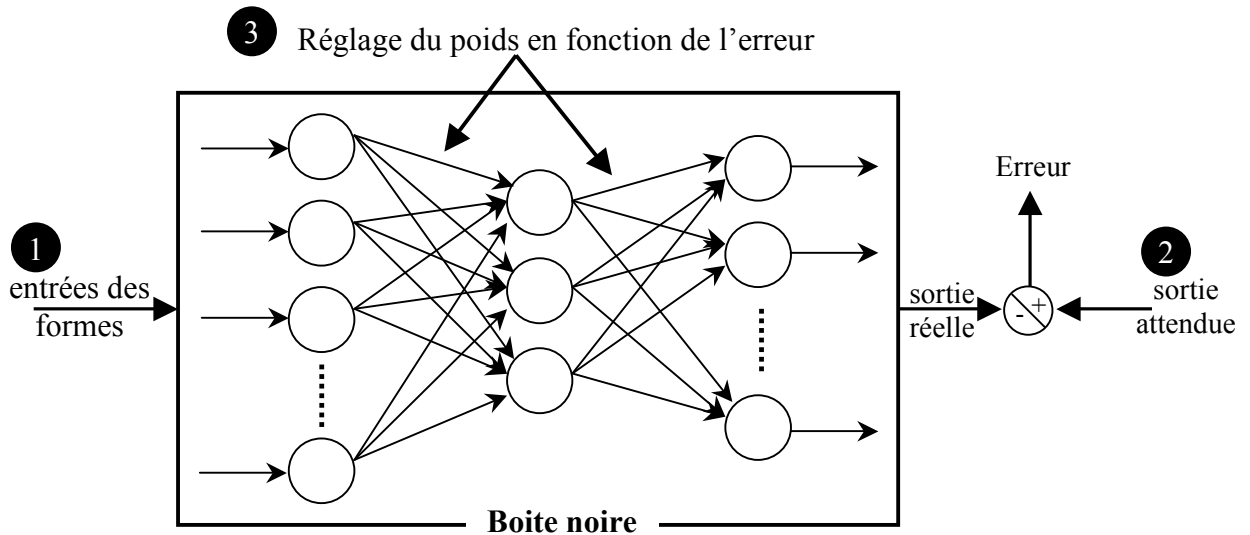 3 Réglage du poids en fonction de l’erreur
Erreur
1
entrées des
formes
sortie
réelle
- +
2
sortie
attendue
Boite noire